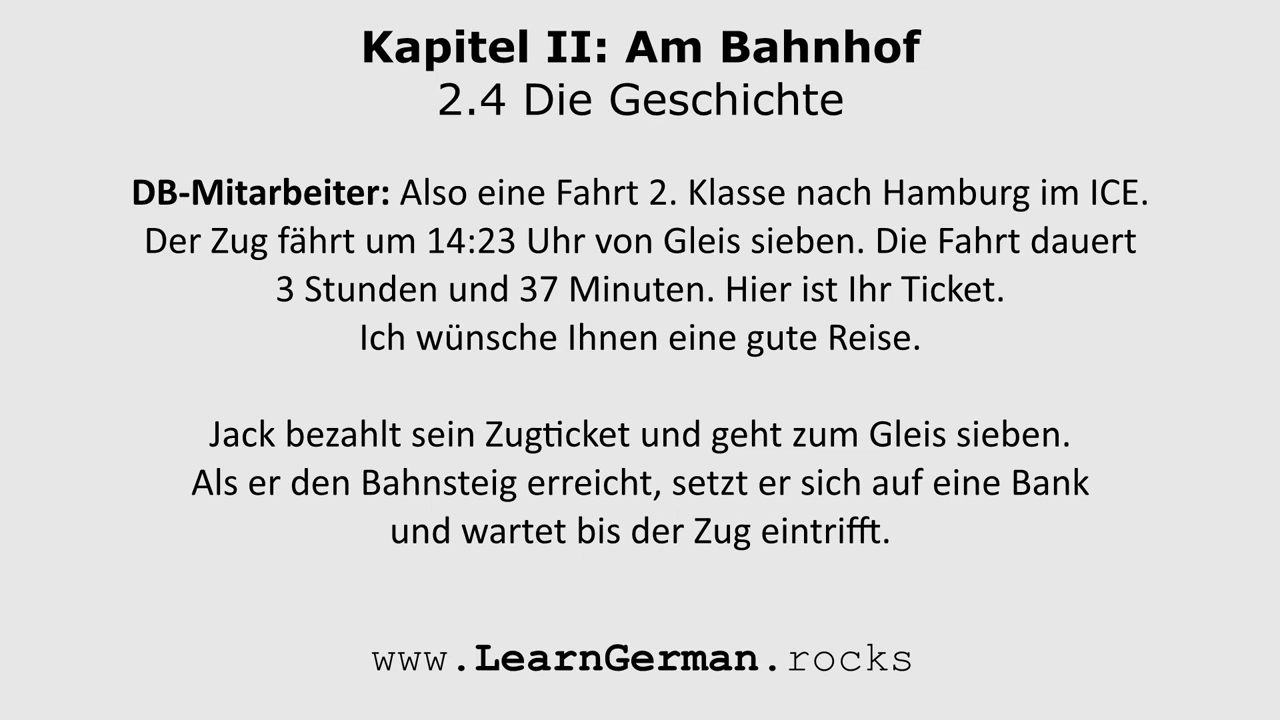 Kapitel II: Am Bahnhof
2.4 Die Geschichte
DB-Mitarbeiter: Also eine Fahrt 2. Klasse nach Hamburg im ICE.
Der Zug fährt um 14:23 Uhr von Gleis sieben. Die Fahrt dauert
3 Stunden und 37 Minuten. Hier ist Ihr Ticket.
Ich wünsche Ihnen eine gute Reise.
Jack bezahlt sein Zugticket und geht zum Gleis sieben.
Als er den Bahnsteig erreicht, setzt er sich auf eine Bank
und wartet bis der Zug eintrifft.
www.LearnGerman.rocks